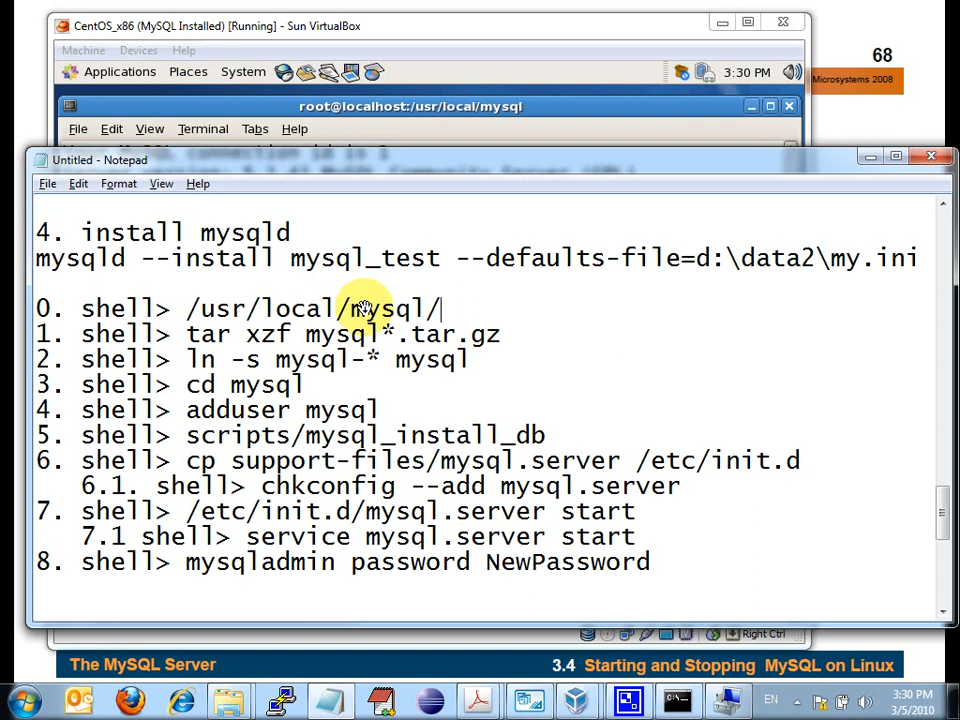 CentOS_x86 (MySQL Installed) [Running] - Sun VirtualBox
Machine Devices Help
68
Applications Places System 3:30 PM
Microsystems 2008
root@localhost:/usr/local/mysql
File Edit View Terminal Tabs Help
Untitled - Notepad
File Edit Format View Help
4. install mysqld
mysqld --install mysql_test --defaults-file=d:\data2\my.ini
0. shell> /usr/local/mysql/
1. shell> tar xzf mysql*.tar.gz
2. shell> ln -s mysql-* mysql
3. shell> cd mysql
4. shell> adduser mysql
5. shell> scripts/mysql_install_db
6. shell> cp support-files/mysql.server /etc/init.d
6.1. shell> chkconfig --add mysql.server
7. shell> /etc/init.d/mysql.server start
7.1 shell> service mysql.server start
8. shell> mysqladmin password NewPassword
Right Ctrl
The MySQL Server
3.4 Starting and Stopping MySQL on Linux
EN
3:30 PM
3/5/2010